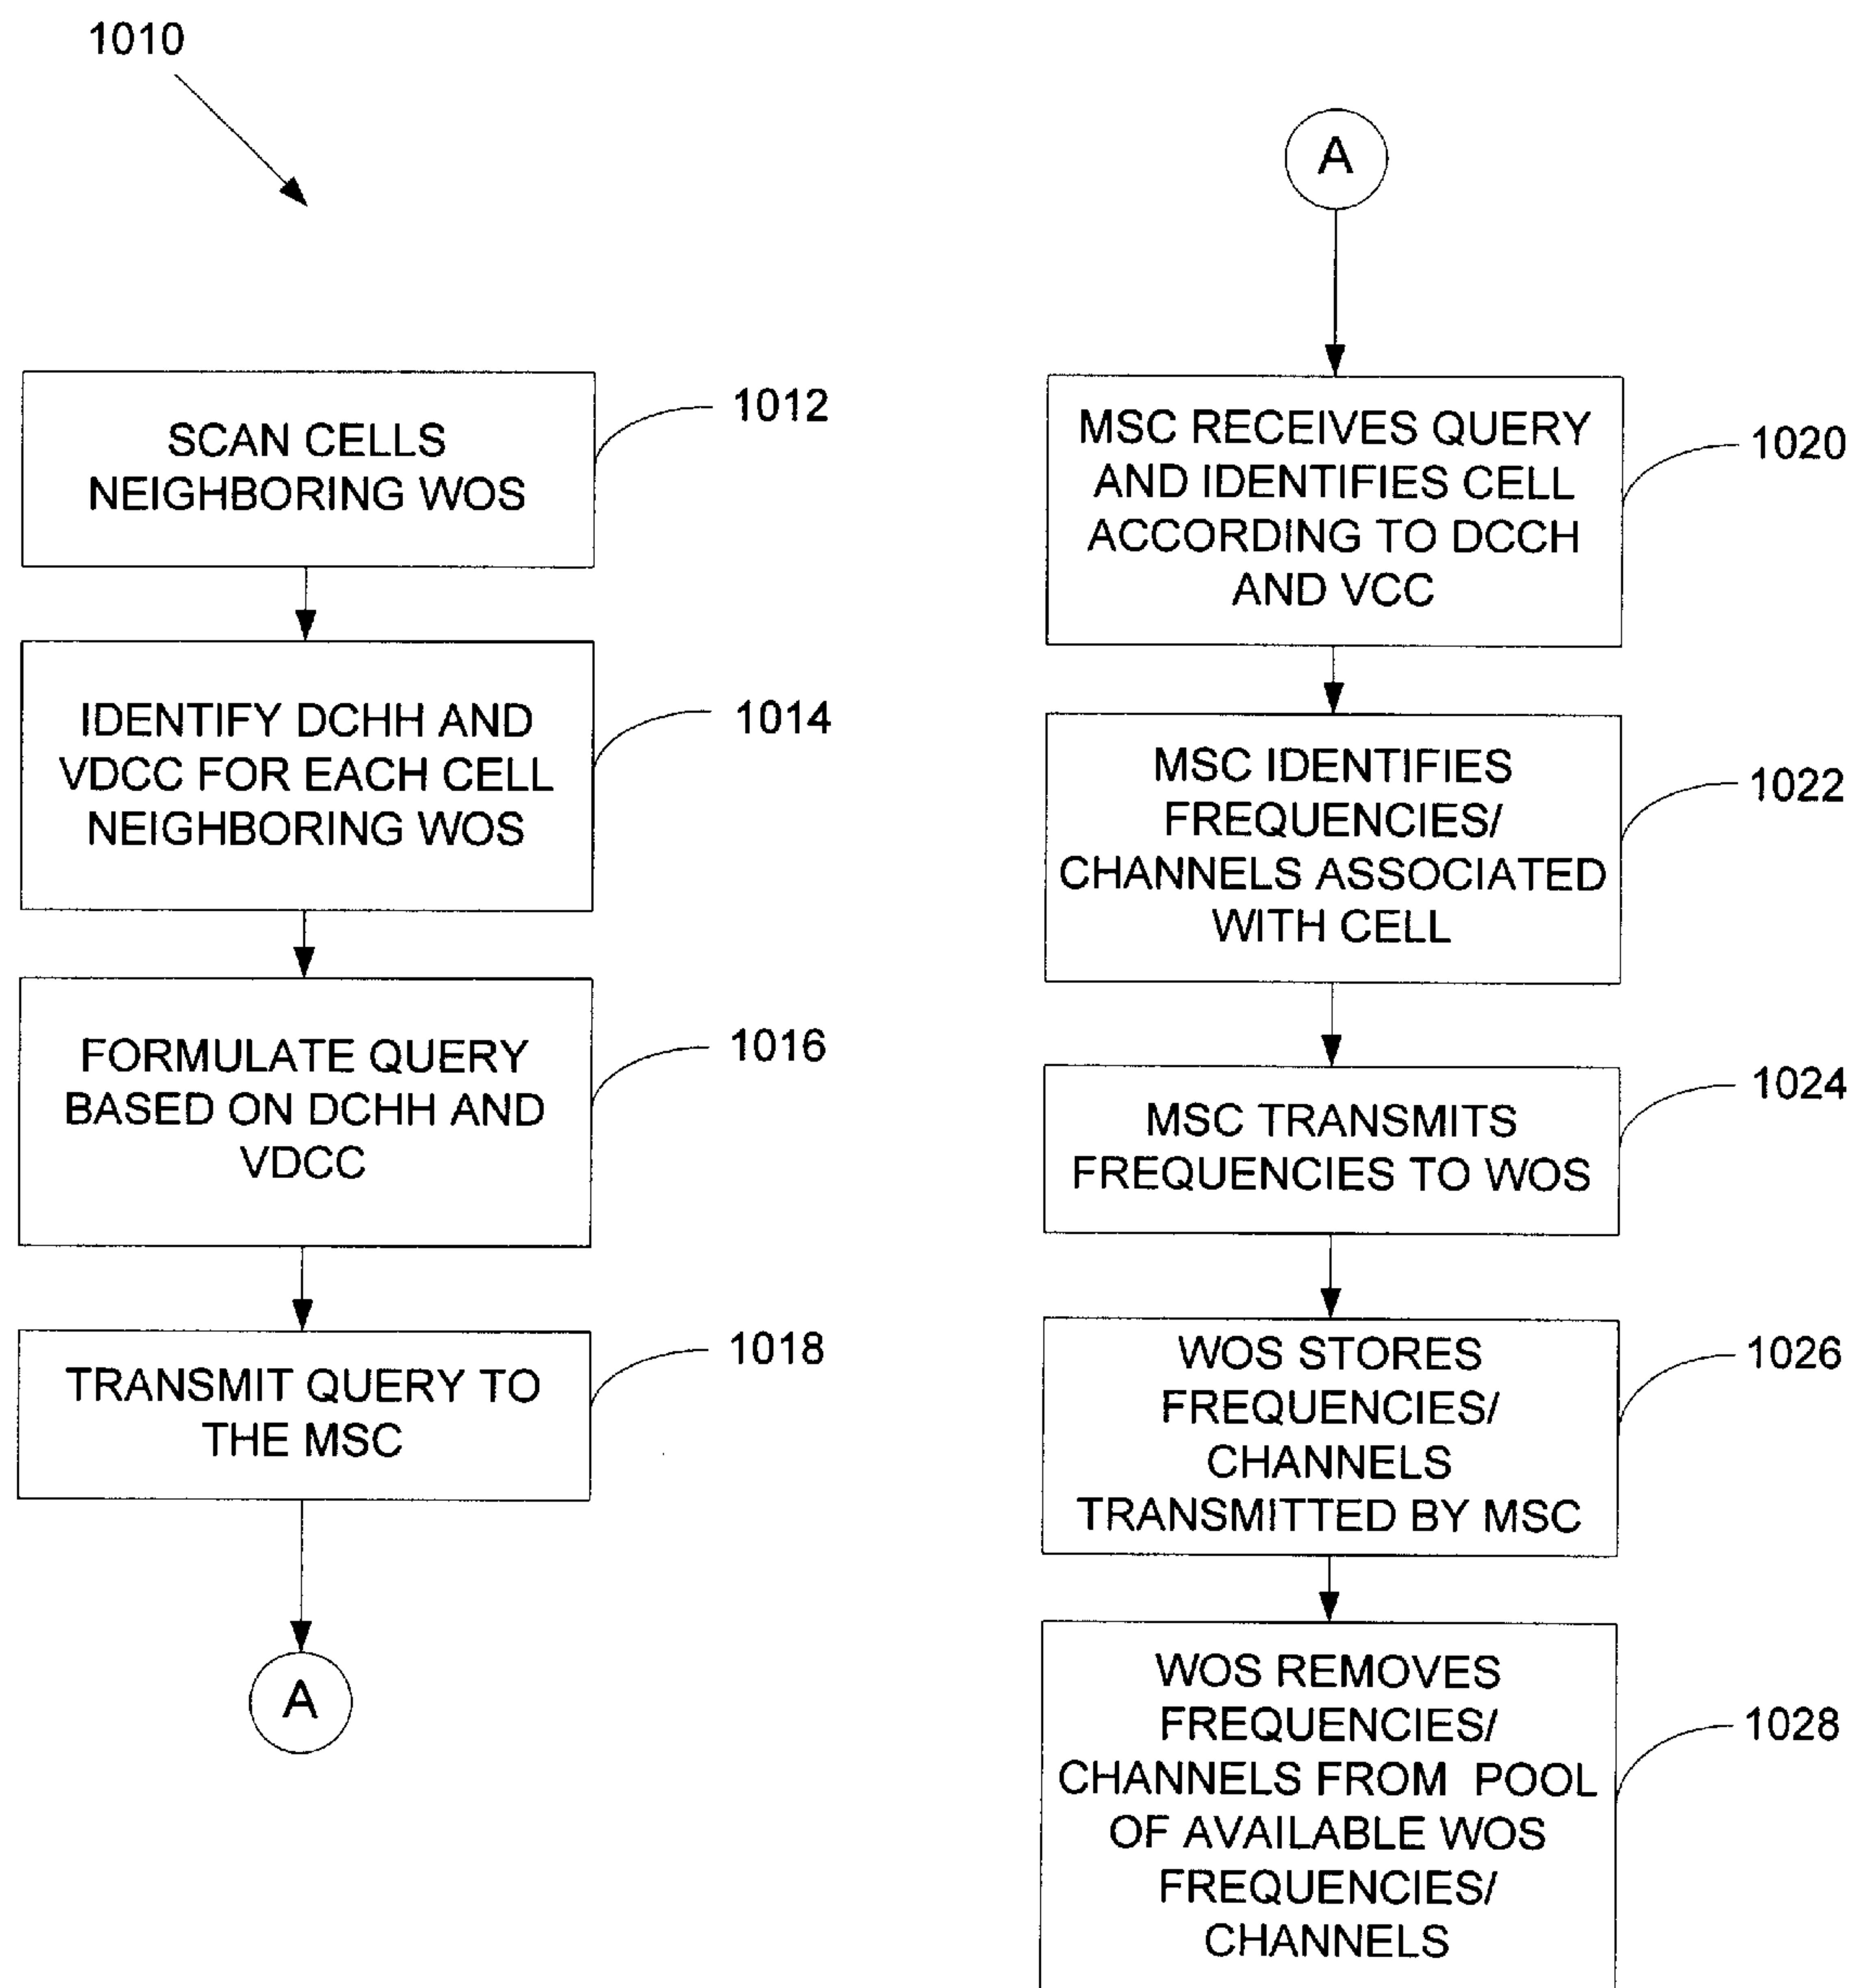 1010
SCAN CELLS
NEIGHBORING WOS
1012
IDENTIFY DCHH AND
VDCC FOR EACH CELL
NEIGHBORING WOS
1014
FORMULATE QUERY
BASED ON DCHH AND
VDCC
1016
TRANSMIT QUERY TO
THE MSC
1018
A
A
MSC RECEIVES QUERY
AND IDENTIFIES CELL
ACCORDING TO DCCH
AND VCC
1020
MSC IDENTIFIES
FREQUENCIES/
CHANNELS ASSOCIATED
WITH CELL
1022
MSC TRANSMITS
FREQUENCIES TO WOS
1024
WOS STORES
FREQUENCIES/
CHANNELS
TRANSMITTED BY MSC
1026
WOS REMOVES
FREQUENCIES/
CHANNELS FROM POOL
OF AVAILABLE WOS
FREQUENCIES/
CHANNELS
1028